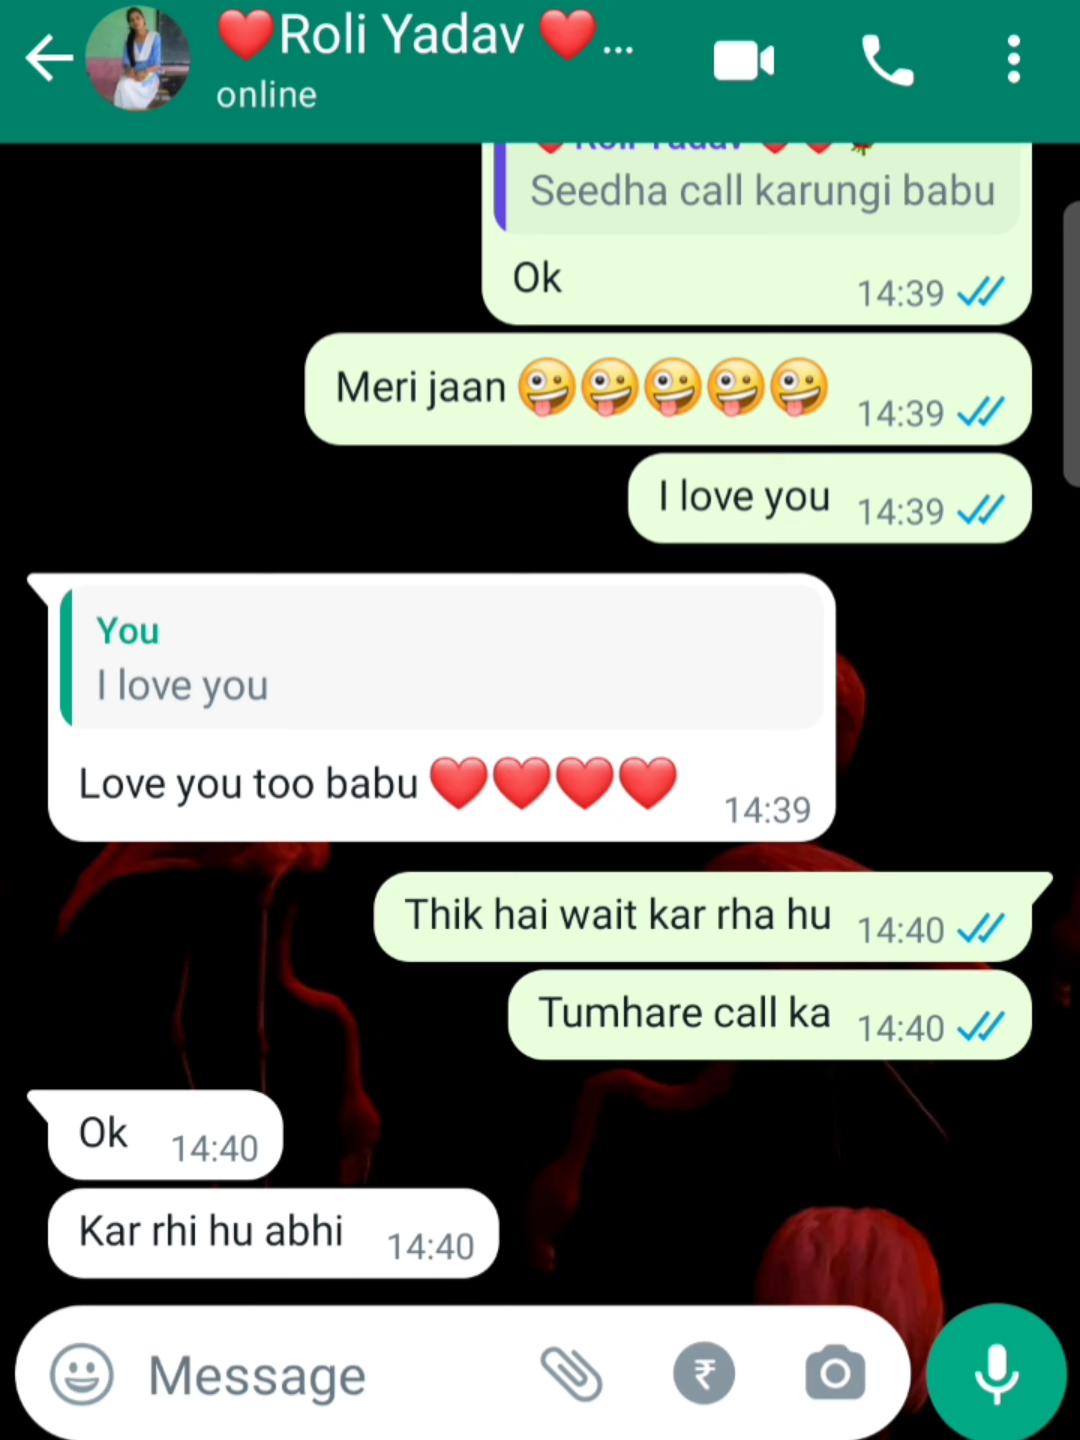 ❤️Roli Yadav ❤️...
online
❤️ Roli Yadav ❤️❤️🌹
Seedha call karungi babu
Ok 14:39
Meri jaan 🤪🤪🤪🤪🤪 14:39
I love you 14:39
You
I love you
Love you too babu ❤️❤️❤️❤️ 14:39
Thik hai wait kar rha hu 14:40
Tumhare call ka 14:40
Ok 14:40
Kar rhi hu abhi 14:40
Message
₹